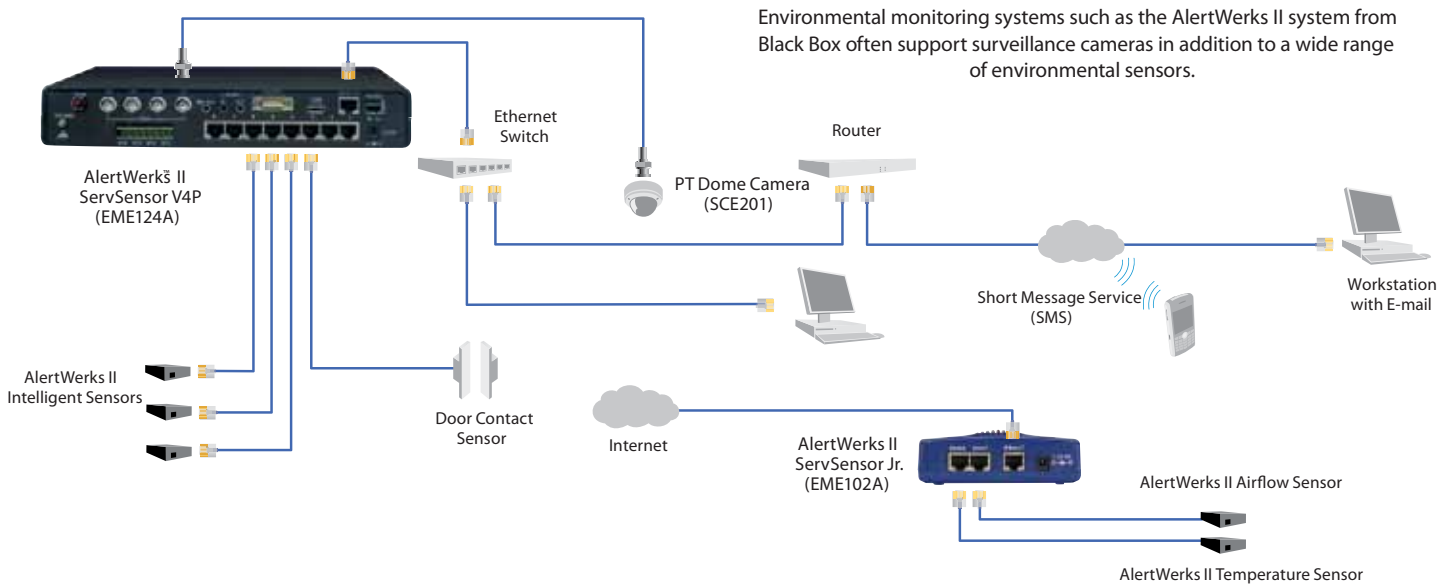 Environmental monitoring systems such as the AlertWerks II system from
Black Box often support surveillance cameras in addition to a wide range
of environmental sensors.
Ethernet
Switch
Router
AlertWerks II
ServSensor V4P
(EME124A)
PT Dome Camera
(SCE201)
Short Message Service
(SMS)
Workstation
with E-mail
AlertWerks II
Intelligent Sensors
Door Contact
Sensor
Internet
AlertWerks II
ServSensor Jr.
(EME102A)
AlertWerks II Airflow Sensor
AlertWerks II Temperature Sensor